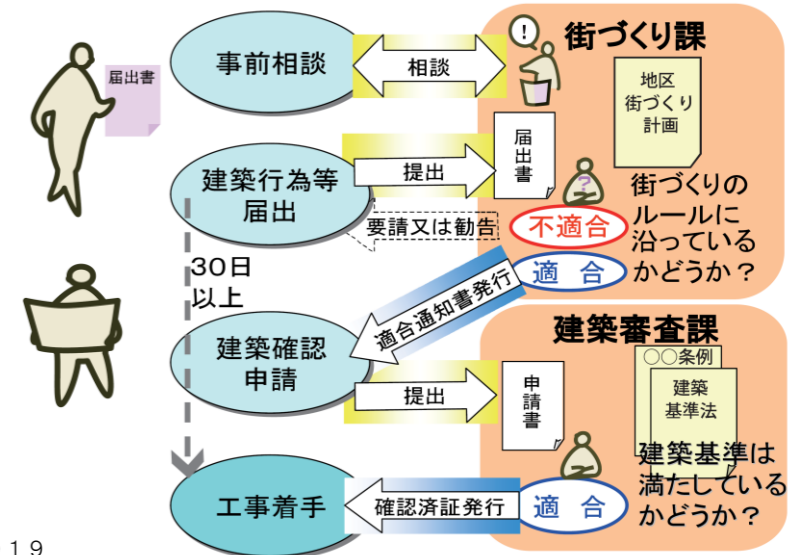 事前相談
相談
！
街づくり課
届出書
地区
街づくり
計画
建築行為等
届出
提出
届出書
？
要請又は勧告
不適合
適 合
街づくりの
ルールに
沿っている
かどうか？
30日
以上
適合通知書発行
建築確認
申請
提出
申請書
建築審査課
○○条例
建築
基準法
建築基準は
満たしている
かどうか？
工事着手
確認済証発行
適 合
19